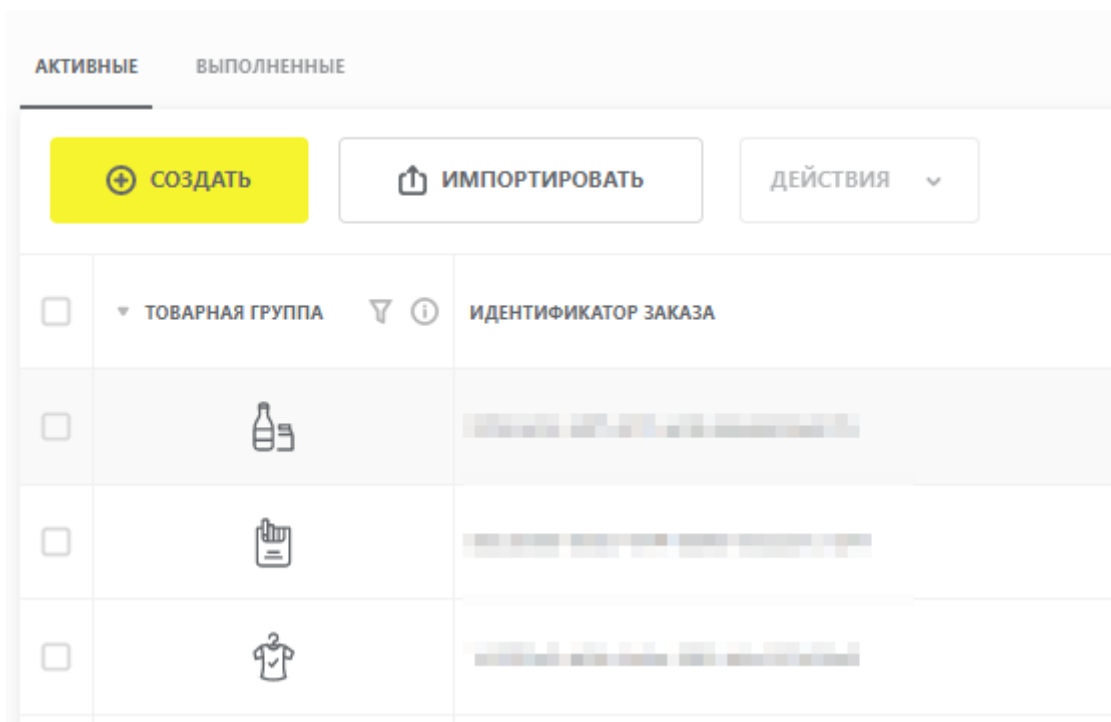 АКТИВНЫЕ ВЫПОЛНЕННЫЕ
СОЗДАТЬ ИМПОРТИРОВАТЬ ДЕЙСТВИЯ
ТОВАРНАЯ ГРУППА ИДЕНТИФИКАТОР ЗАКАЗА